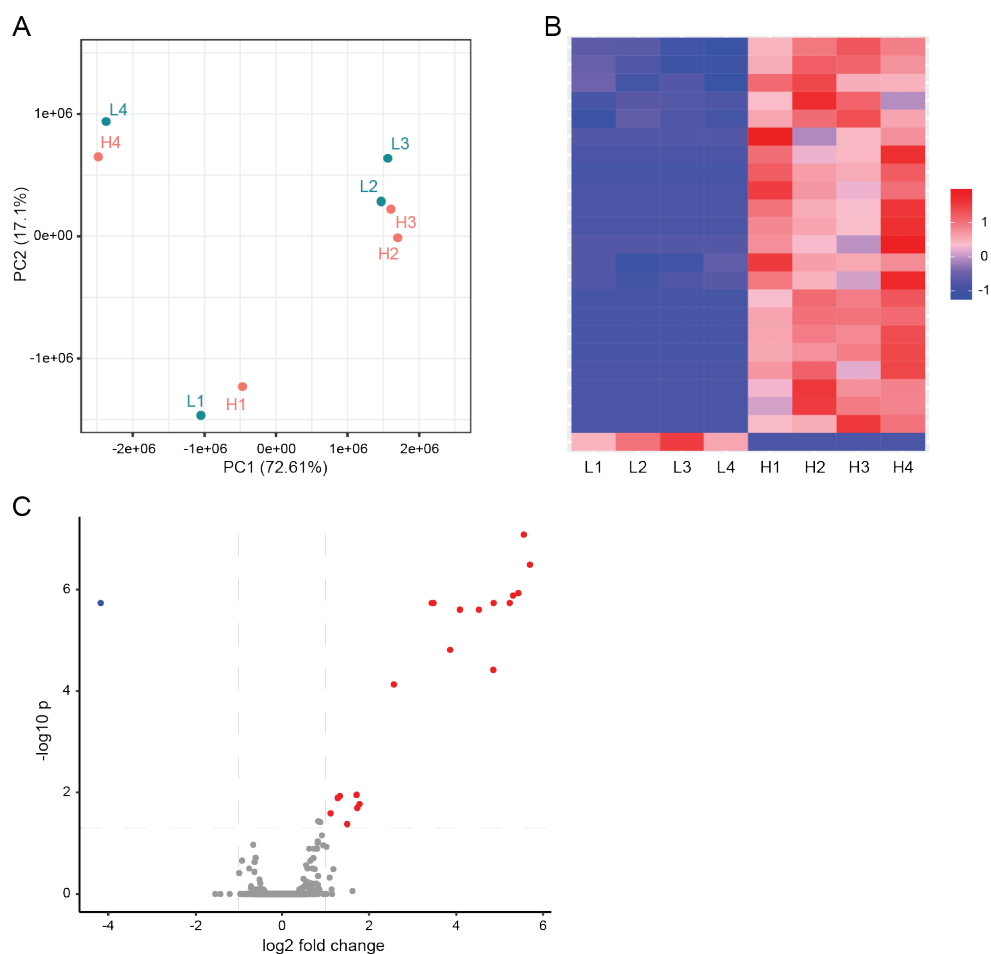 A
L4
H4
L3
L2
H3
H2
L1
H1
1e+06
0e+00
-1e+06
PC2 (17.1%)
-2e+06 -1e+06 0e+00 1e+06 2e+06
PC1 (72.61%)
B
1
0
-1
L1 L2 L3 L4 H1 H2 H3 H4
C
6
4
2
0
-log10 p
-4 -2 0 2 4 6
log2 fold change